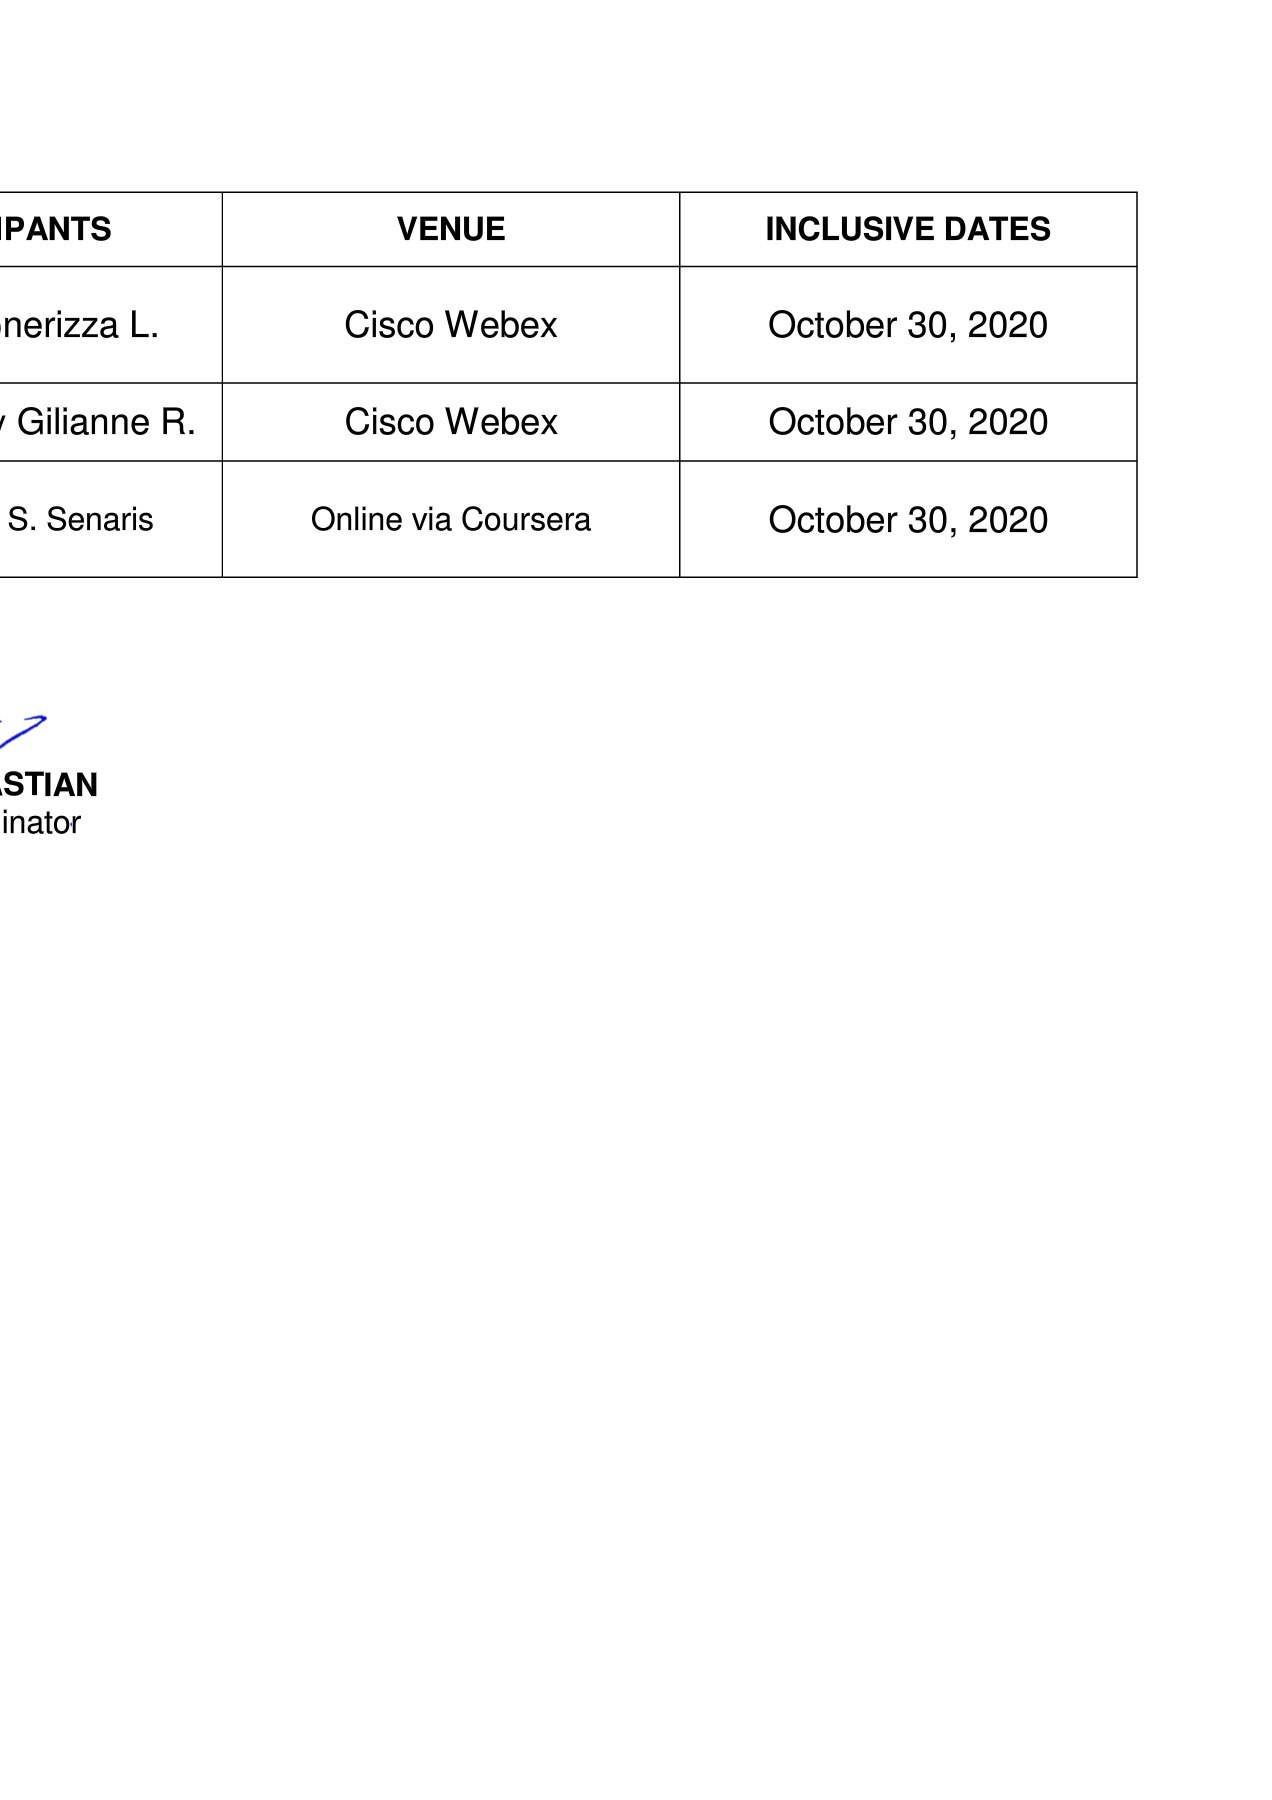 IPANTS VENUE INCLUSIVE DATES
nerizza L. Cisco Webex October 30, 2020
Gilianne R. Cisco Webex October 30, 2020
S. Senaris Online via Coursera October 30, 2020
ASTIAN
inator